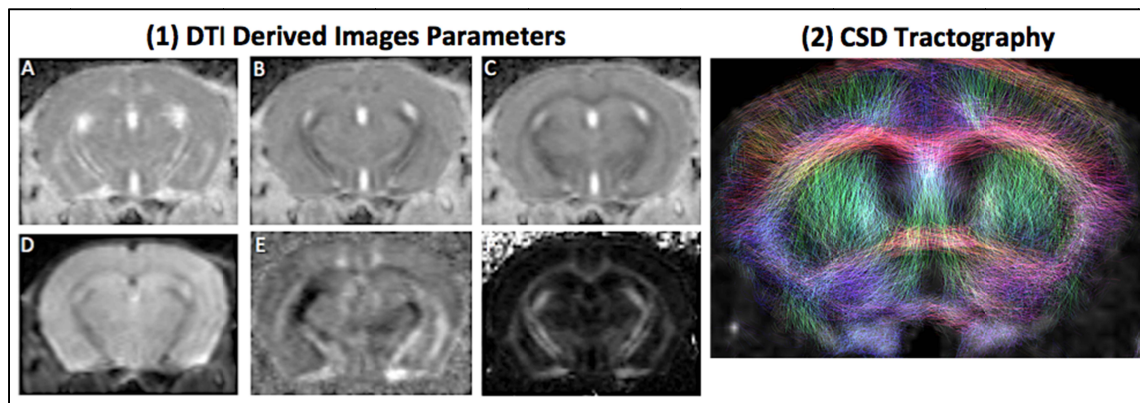 (1) DTI Derived Images Parameters
(2) CSD Tractography
A
B
C
D
E